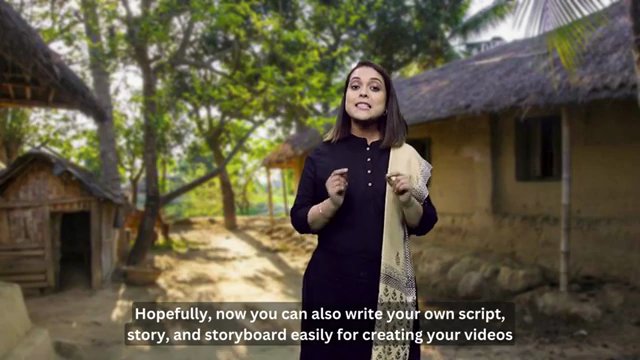 Hopefully, now you can also write your own script,
story, and storyboard easily for creating your videos